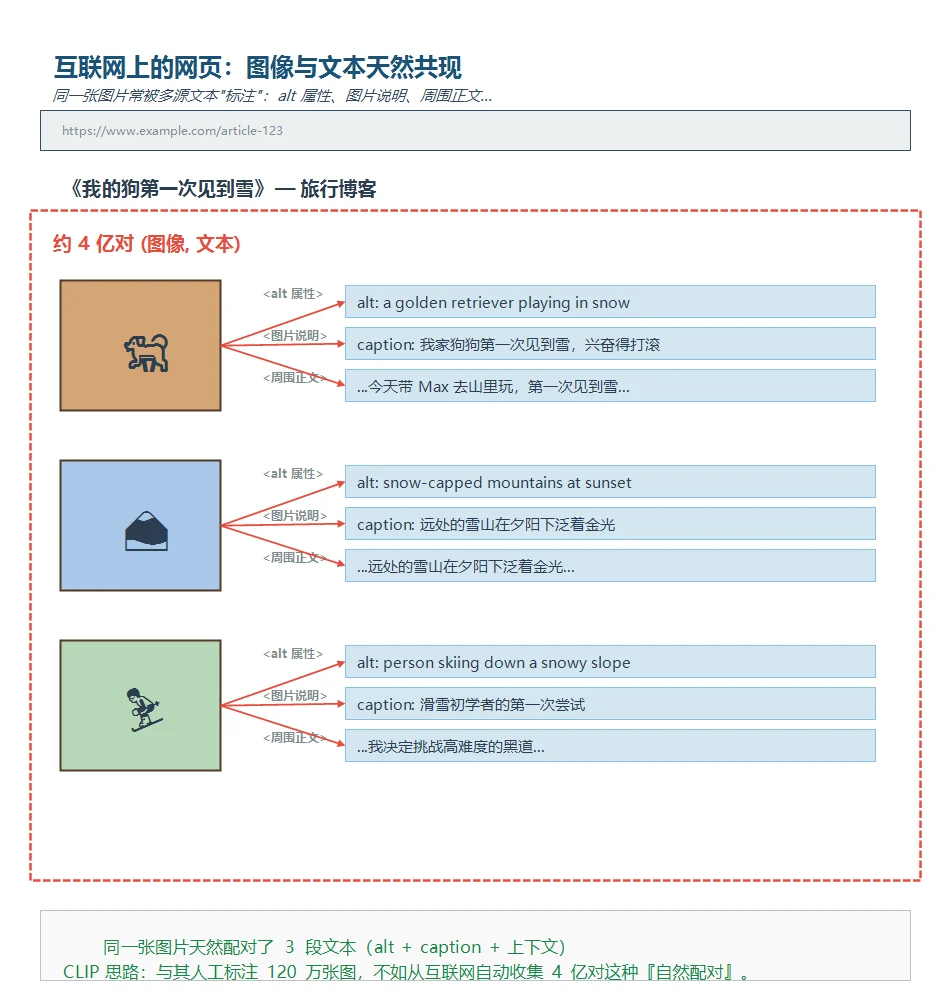 互联网上的网页：图像与文本天然共现
同一张图片常被多源文本"标注"：alt 属性、图片说明、周围正文...
https://www.example.com/article-123
《我的狗第一次见到雪》— 旅行博客
约 4 亿对 (图像, 文本)
<alt 属性>
alt: a golden retriever playing in snow
<图片说明>
caption: 我家狗狗第一次见到雪，兴奋得打滚
<周围正文>
...今天带 Max 去山里玩，第一次见到雪...
<alt 属性>
alt: snow-capped mountains at sunset
<图片说明>
caption: 远处的雪山在夕阳下泛着金光
<周围正文>
...远处的雪山在夕阳下泛着金光...
<alt 属性>
alt: person skiing down a snowy slope
<图片说明>
caption: 滑雪初学者的第一次尝试
<周围正文>
...我决定挑战高难度的黑道...
同一张图片天然配对了 3 段文本（alt + caption + 上下文）
CLIP 思路：与其人工标注 120 万张图，不如从互联网自动收集 4 亿对这种『自然配对』。